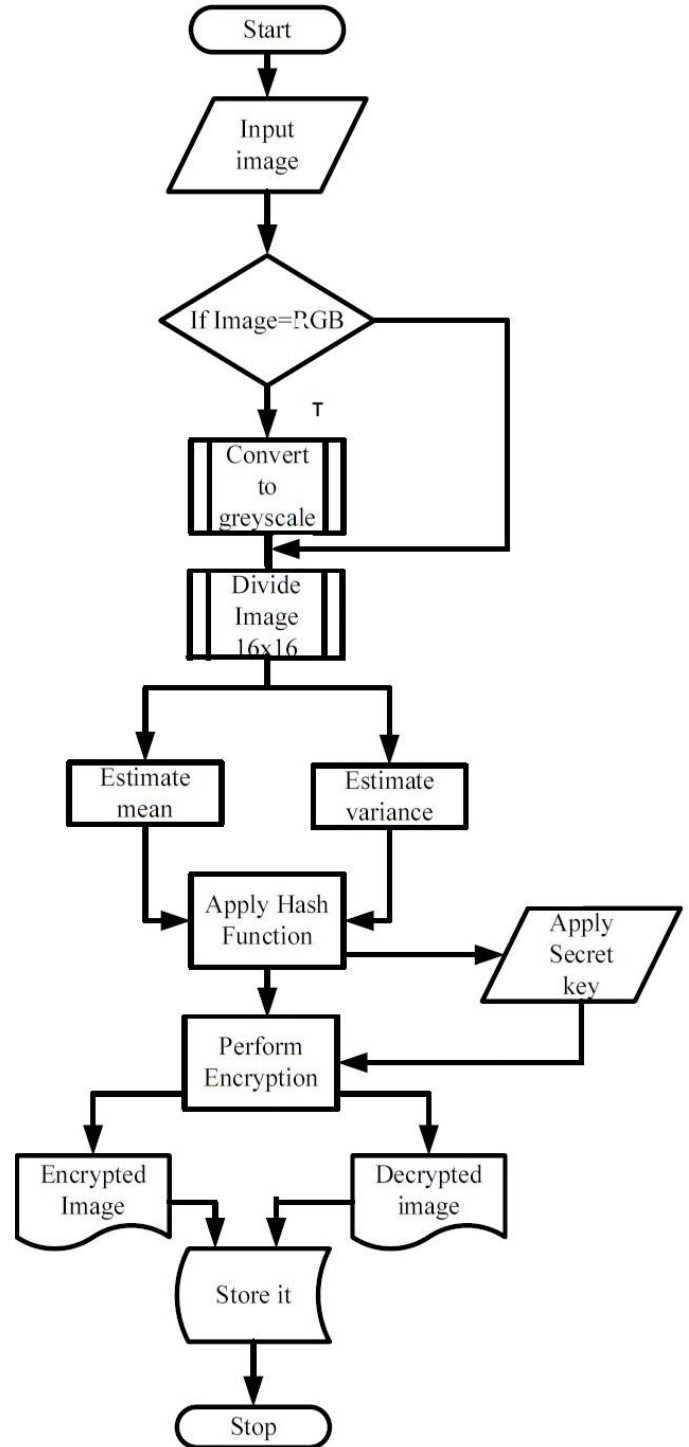 Start
Input
image
If Image=RGB
T
Convert
to
greyscale
Divide
Image
16x16
Estimate
mean
Estimate
variance
Apply Hash
Function
Apply
Secret
key
Perform
Encryption
Encrypted
Image
Decrypted
image
Store it
Stop